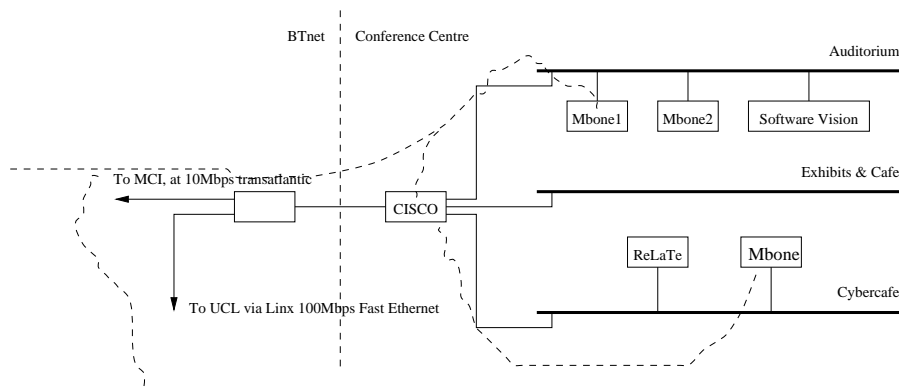 BTnet
Conference Centre
Auditorium
Mbone1
Mbone2
Software Vision
To MCI, at 10Mbps transatlantic
Exhibits & Cafe
CISCO
ReLaTe
Mbone
Cybercafe
To UCL via Linx 100Mbps Fast Ethernet